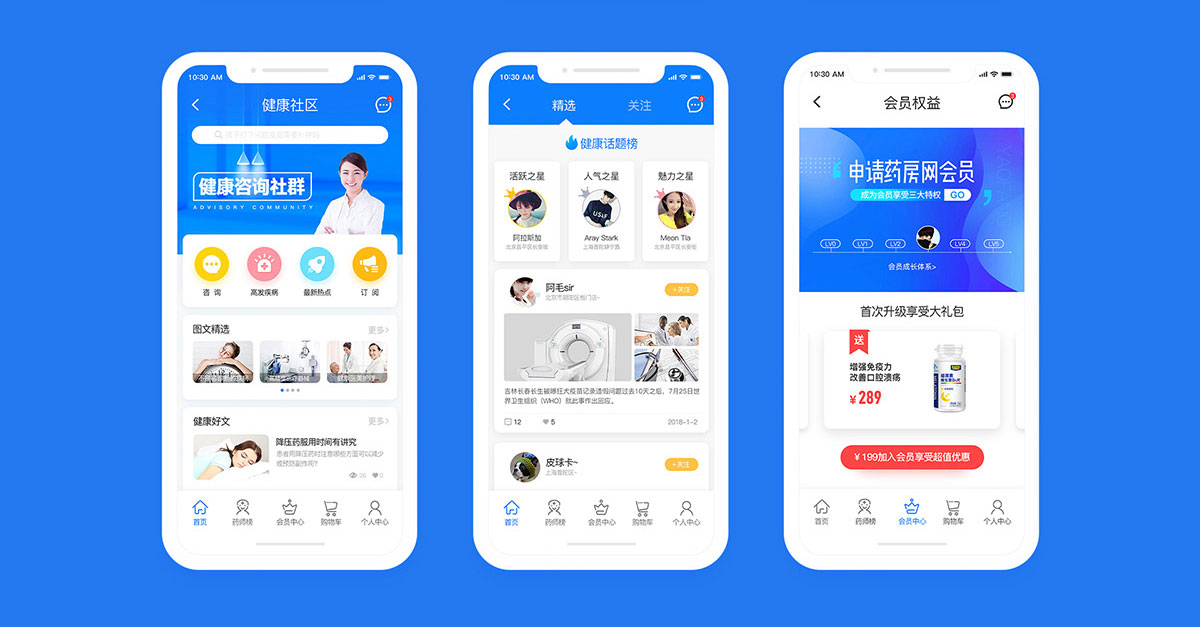 10:30 AM
健康社区
3
健康咨询社群
ADVISORY COMMUNITY
咨 询
高发疾病
最新热点
订 阅
图文精选
更多>
健康好文
更多>
降压药服用时间有讲究
患者用降压药时注意哪些方面可以减少
或预防副作间?
26
0
首页
药师榜
会员中心
购物车
个人中心
10:30 AM
精选
关注
3
健康话题榜
活跃之星
人气之星
魅力之星
阿拉斯加
Aray Stark
Meon Tia
北京昌平区长安街
上海普陀静宁路
北京昌平区长安街
阿毛sir
北京市朝阳区板门店~
+关注
吉林长春长生被曝狂犬疫苗记录造假问题过去10天之后，7月25日世
界卫生组织（WHO）就此事作出回应。
12
5
2018-1-2
皮球卡~
上海普陀区~
+关注
首页
药师榜
会员中心
购物车
个人中心
10:30 AM
会员权益
3
申请药房网会员
成为会员享受三大特权
GO
LV0
LV1
LV2
LV4
LV5
会员成长体系>
首次升级享受大礼包
送
增强免疫力
改善口腔溃疡
¥289
¥199加入会员享受超值优惠
首页
药师榜
会员中心
购物车
个人中心